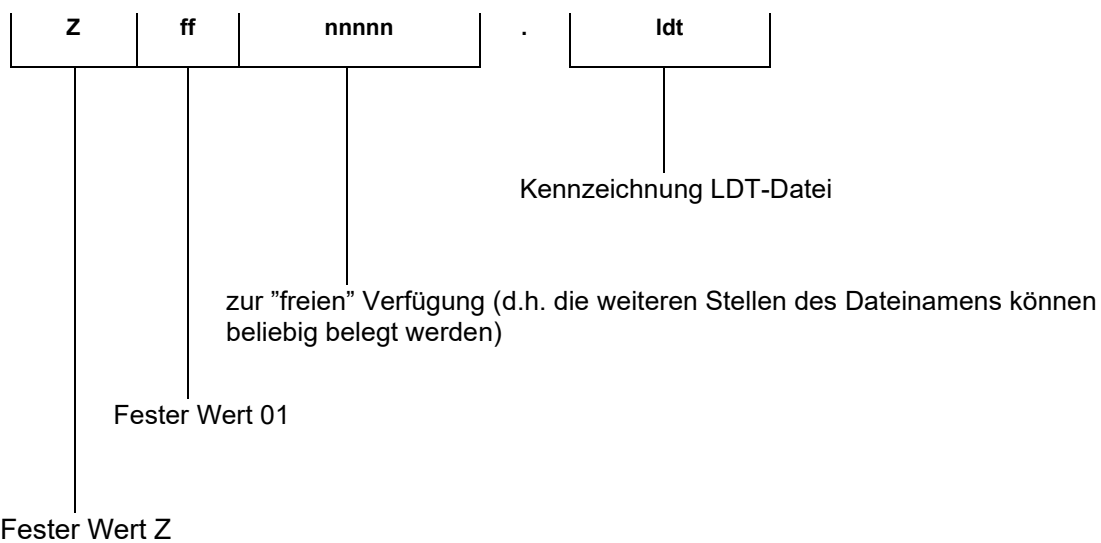 Z ff nnnnn . ldt
Kennzeichnung LDT-Datei
zur ”freien” Verfügung (d.h. die weiteren Stellen des Dateinamens können
beliebig belegt werden)
Fester Wert 01
Fester Wert Z